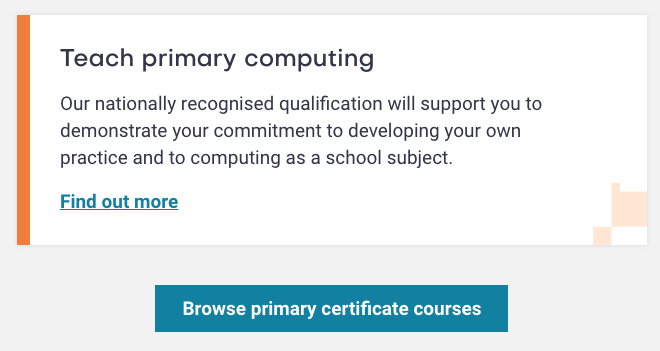 Teach primary computing
Our nationally recognised qualification will support you to
demonstrate your commitment to developing your own
practice and to computing as a school subject.
Find out more
Browse primary certificate courses